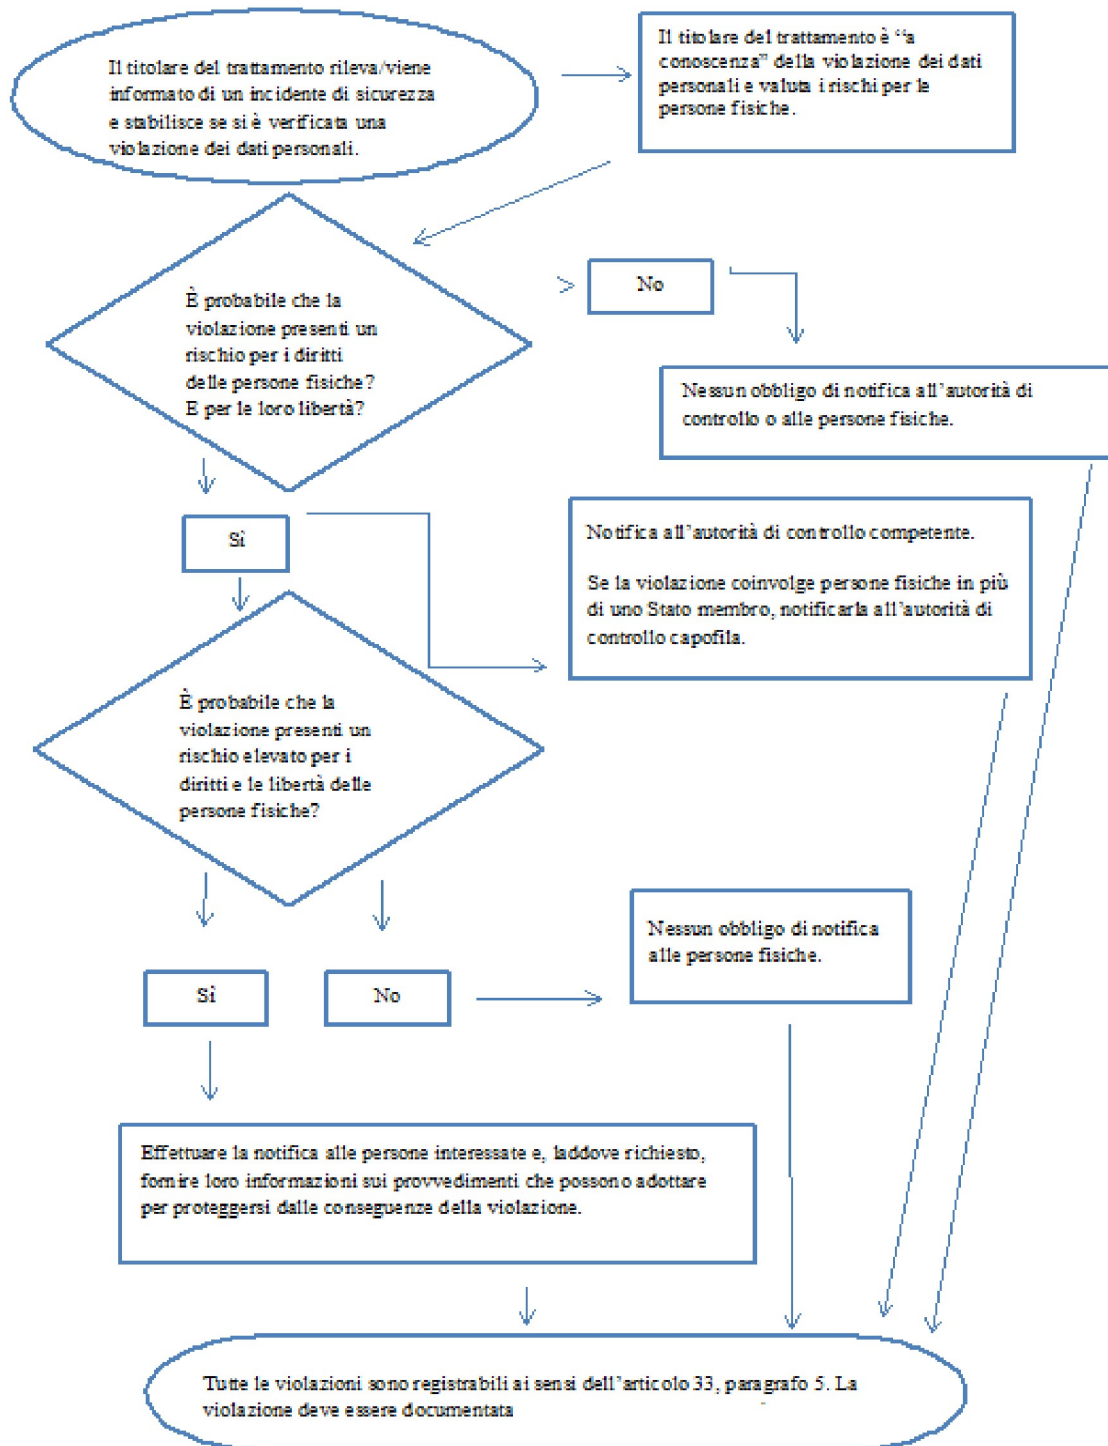 Il titolare del trattamento rileva/viene
informato di un incidente di sicurezza
e stabilisce se si è verificata una
violazione dei dati personali.
Il titolare del trattamento è “a
conoscenza” della violazione dei dati
personali e valuta i rischi per le
persone fisiche.
È probabile che la
violazione presenti un
rischio per i diritti
delle persone fisiche?
E per le loro libertà?
No
Nessun obbligo di notifica all’autorità di
controllo o alle persone fisiche.
Sì
Notifica all’autorità di controllo competente.
Se la violazione coinvolge persone fisiche in più
di uno Stato membro, notificarla all’autorità di
controllo capofila.
È probabile che la
violazione presenti un
rischio elevato per i
diritti e le libertà delle
persone fisiche?
Sì
No
Nessun obbligo di notifica
alle persone fisiche.
Effettuare la notifica alle persone interessate e, laddove richiesto,
fornire loro informazioni sui provvedimenti che possono adottare
per proteggersi dalle conseguenze della violazione.
Tutte le violazioni sono registrabili ai sensi dell’articolo 33, paragrafo 5. La
violazione deve essere documentata